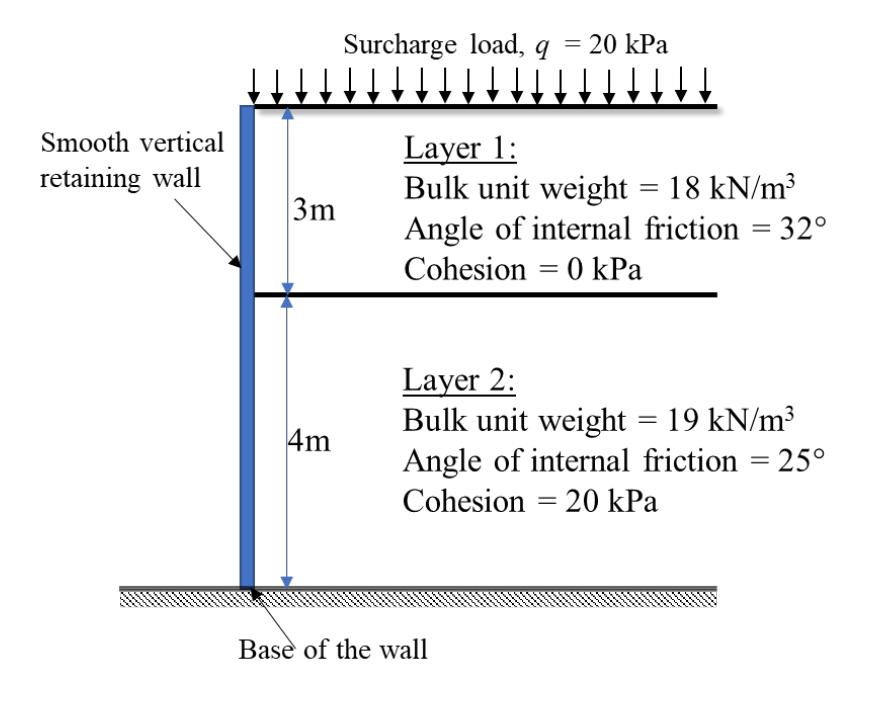 Surcharge load, q = 20 kPa
Smooth vertical
retaining wall
3m
Layer 1:
Bulk unit weight = 18 kN/m³
Angle of internal friction = 32°
Cohesion = 0 kPa
4m
Layer 2:
Bulk unit weight = 19 kN/m³
Angle of internal friction = 25°
Cohesion = 20 kPa
Base of the wall